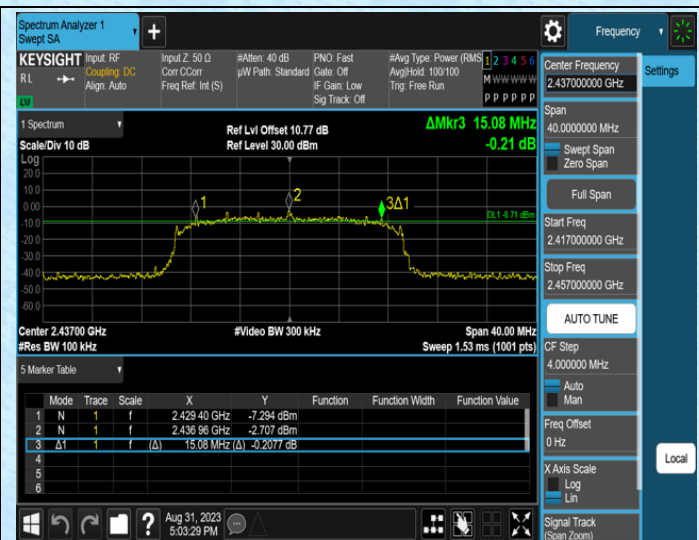 Spectrum Analyzer 1
Swept SA
+
Frequency
KEYSIGHT Input: RF Input Z: 50 Ω #Atten: 40 dB PNO: Fast #Avg Type: Power (RMS 1 2 3 4 5 6
RL Coupling: DC Corr CCorr µW Path: Standard Gate: Off Avg|Hold: 100/100 M W W W W W
Align: Auto Freq Ref: Int (S) IF Gain: Low Trig: Free Run
Sig Track: Off P P P P P P
LXI
1 Spectrum
Ref Lvl Offset 10.77 dB ΔMkr3 15.08 MHz
Scale/Div 10 dB Ref Level 30.00 dBm -0.21 dB
Log
20.0
10.0
0.00
-10.0
-20.0
-30.0
-40.0
-50.0
-60.0
1
2
3Δ1
DL1 -8.71 dBm
Center 2.43700 GHz #Video BW 300 kHz Span 40.00 MHz
#Res BW 100 kHz Sweep 1.53 ms (1001 pts)
5 Marker Table
Mode Trace Scale X Y Function Function Width Function Value
1 N 1 f 2.429 40 GHz -7.294 dBm
2 N 1 f 2.436 96 GHz -2.707 dBm
3 Δ1 1 f (Δ) 15.08 MHz (Δ) -0.2077 dB
4
5
6
?
Aug 31, 2023
5:03:29 PM
Center Frequency
2.437000000 GHz
Span
40.0000000 MHz
Swept Span
Zero Span
Full Span
Start Freq
2.417000000 GHz
Stop Freq
2.457000000 GHz
AUTO TUNE
CF Step
4.000000 MHz
Auto
Man
Freq Offset
0 Hz
X Axis Scale
Log
Lin
Signal Track
(Span Zoom)
Settings
Local